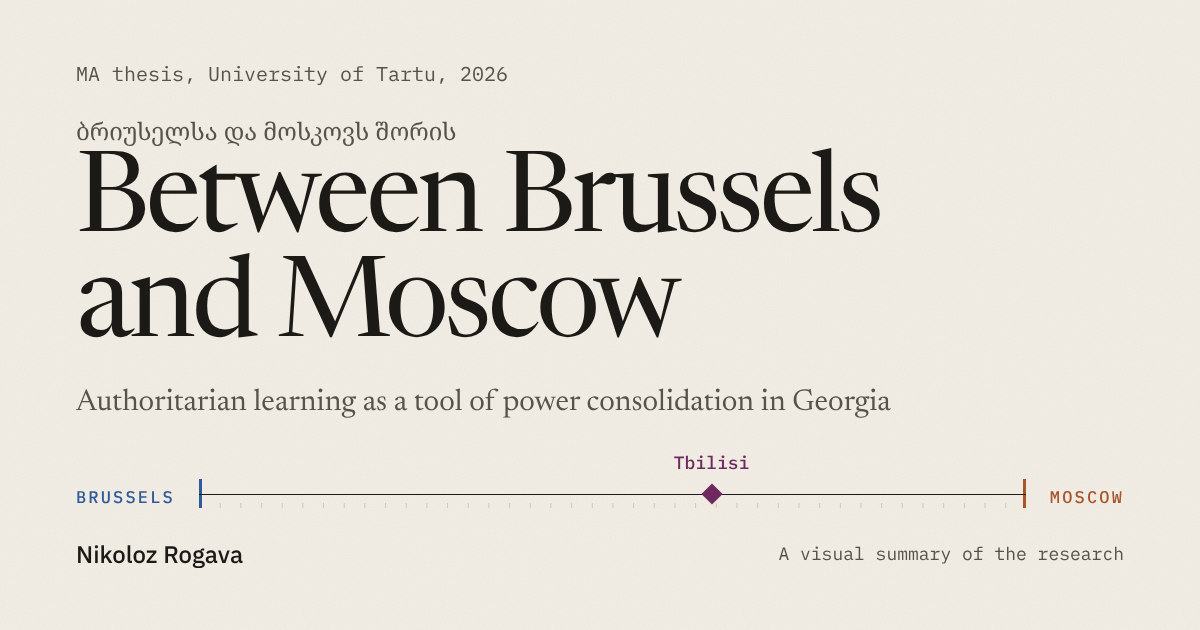 MA thesis, University of Tartu, 2026
ბრიუსელსა და მოსკოვს შორის
Between Brussels
and Moscow
Authoritarian learning as a tool of power consolidation in Georgia
Tbilisi
BRUSSELS
MOSCOW
Nikoloz Rogava
A visual summary of the research